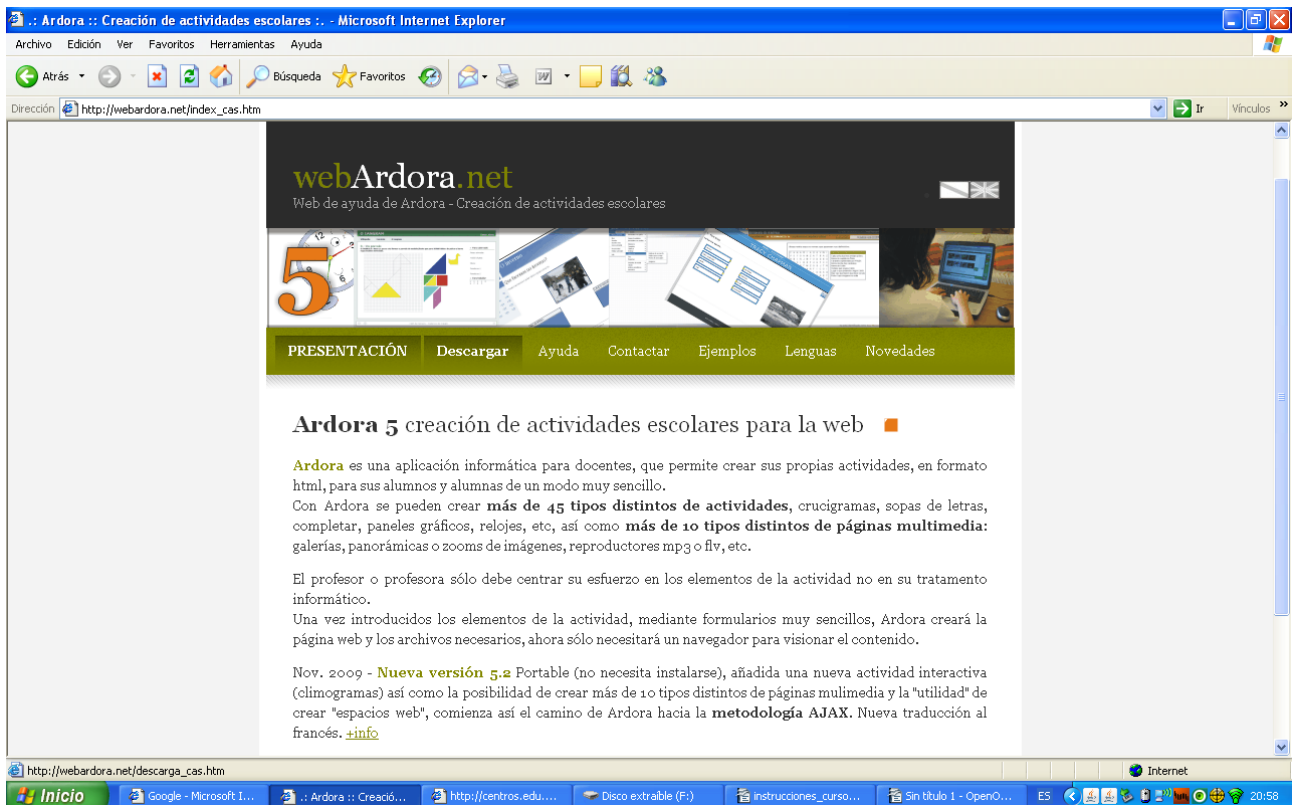 .: Ardora :: Creación de actividades escolares :. - Microsoft Internet Explorer
Archivo Edición Ver Favoritos Herramientas Ayuda
Atrás Búsqueda Favoritos
Dirección http://webardora.net/index_cas.htm Ir Vínculos »
webArdora.net
Web de ayuda de Ardora - Creación de actividades escolares
5
PRESENTACIÓN Descargar Ayuda Contactar Ejemplos Lenguas Novedades
Ardora 5 creación de actividades escolares para la web
Ardora es una aplicación informática para docentes, que permite crear sus propias actividades, en formato
html, para sus alumnos y alumnas de un modo muy sencillo.
Con Ardora se pueden crear más de 45 tipos distintos de actividades, crucigramas, sopas de letras,
completar, paneles gráficos, relojes, etc, así como más de 10 tipos distintos de páginas multimedia:
galerías, panorámicas o zooms de imágenes, reproductores mp3 o flv, etc.
El profesor o profesora sólo debe centrar su esfuerzo en los elementos de la actividad no en su tratamento
informático.
Una vez introducidos los elementos de la actividad, mediante formularios muy sencillos, Ardora creará la
página web y los archivos necesarios, ahora sólo necesitará un navegador para visionar el contenido.
Nov. 2009 - Nueva versión 5.2 Portable (no necesita instalarse), añadida una nueva actividad interactiva
(climogramas) así como la posibilidad de crear más de 10 tipos distintos de páginas mulimedia y la "utilidad" de
crear "espacios web", comienza así el camino de Ardora hacia la metodología AJAX. Nueva traducción al
francés. +info
http://webardora.net/descarga_cas.htm Internet
Inicio Google - Microsoft I... .: Ardora :: Creació... http://centros.edu.... Disco extraíble (F:) instrucciones_curso... Sin título 1 - OpenO... ES 20:58